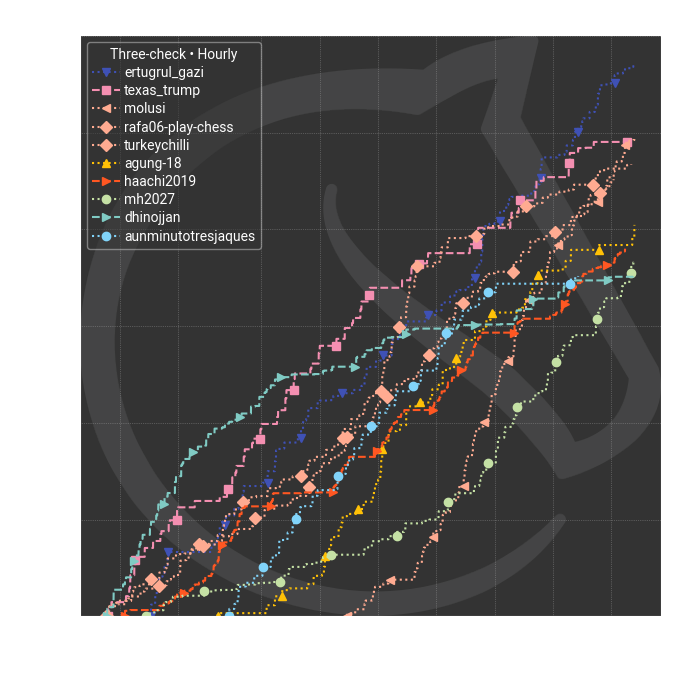 Three-check • Hourly
ertugrul_gazi
texas_trump
molusi
rafa06-play-chess
turkeychilli
agung-18
haachi2019
mh2027
dhinojjan
aunminutotresjaques